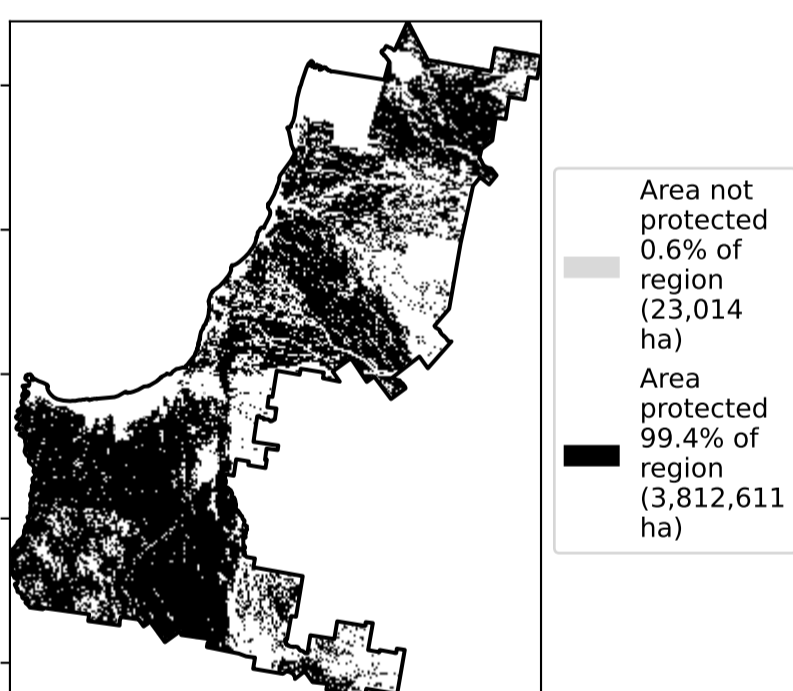 Area not
protected
0.6% of
region
(23,014
ha)
Area
protected
99.4% of
region
(3,812,611
ha)